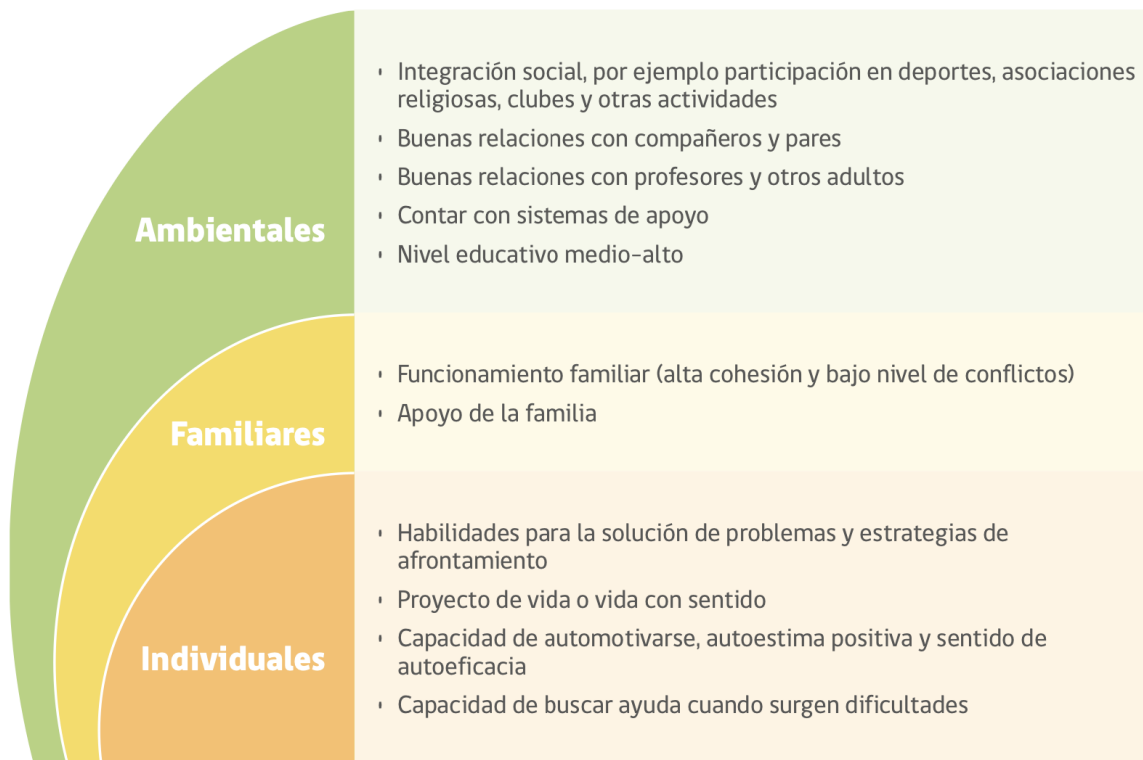 Ambientales
Integración social, por ejemplo participación en deportes, asociaciones
religiosas, clubes y otras actividades
Buenas relaciones con compañeros y pares
Buenas relaciones con profesores y otros adultos
Contar con sistemas de apoyo
Nivel educativo medio-alto
Familiares
Funcionamiento familiar (alta cohesión y bajo nivel de conflictos)
Apoyo de la familia
Individuales
Habilidades para la solución de problemas y estrategias de
afrontamiento
Proyecto de vida o vida con sentido
Capacidad de automotivarse, autoestima positiva y sentido de
autoeficacia
Capacidad de buscar ayuda cuando surgen dificultades